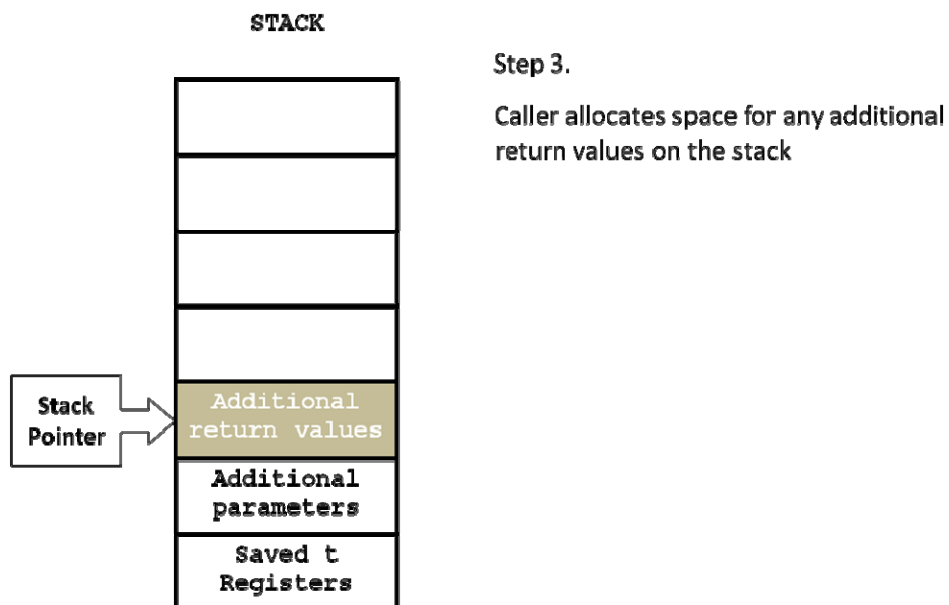 STACK
Step 3.
Caller allocates space for any additional
return values on the stack
Stack
Pointer
Additional
return values
Additional
parameters
Saved t
Registers